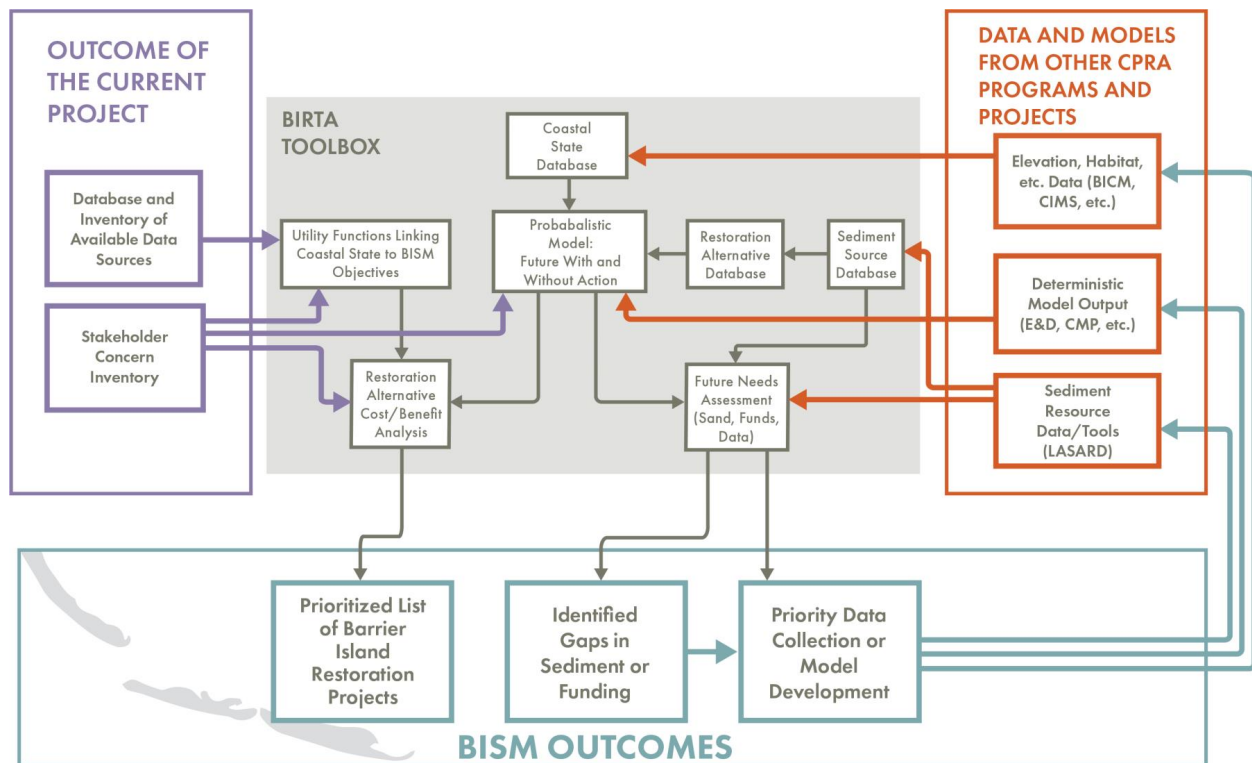 OUTCOME OF
THE CURRENT
PROJECT
Database and
Inventory of
Available Data
Sources
Stakeholder
Concern
Inventory
BIRTA
TOOLBOX
Coastal
State
Database
Utility Functions Linking
Coastal State to BISM
Objectives
Probabalistic
Model:
Future With and
Without Action
Restoration
Alternative
Database
Sediment
Source
Database
Restoration
Alternative
Cost/Benefit
Analysis
Future Needs
Assessment
(Sand, Funds,
Data)
DATA AND MODELS
FROM OTHER CPRA
PROGRAMS AND
PROJECTS
Elevation, Habitat,
etc. Data (BICM,
CIMS, etc.)
Deterministic
Model Output
(E&D, CMP, etc.)
Sediment
Resource
Data/Tools
(LASARD)
Prioritized List
of Barrier
Island
Restoration
Projects
Identified
Gaps in
Sediment or
Funding
Priority Data
Collection or
Model
Development
BISM OUTCOMES